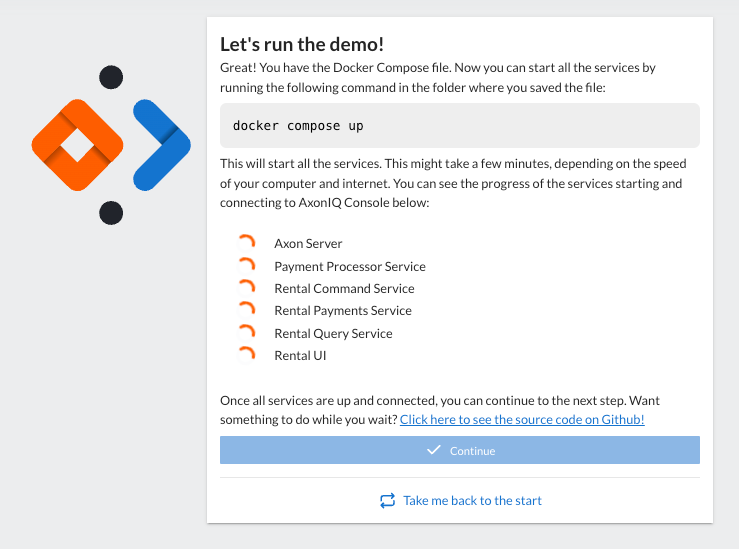 Let's run the demo!
Great! You have the Docker Compose file. Now you can start all the services by
running the following command in the folder where you saved the file:
docker compose up
This will start all the services. This might take a few minutes, depending on the speed
of your computer and internet. You can see the progress of the services starting and
connecting to AxonIQ Console below:
Axon Server
Payment Processor Service
Rental Command Service
Rental Payments Service
Rental Query Service
Rental UI
Once all services are up and connected, you can continue to the next step. Want
something to do while you wait? Click here to see the source code on Github!
Continue
Take me back to the start